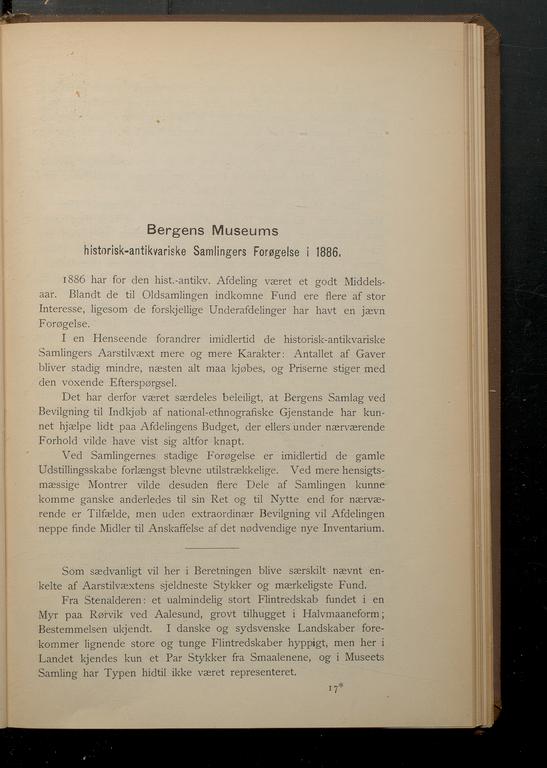 Bergens Museums
historisk-antikvariske Samlingers Forøgelse i 1886.
1886 har for den hist.-antikv. Afdeling været et godt Middels-
aar. Blandt de til Oldsamlingen indkomne Fund ere flere af stor
Interesse, ligesom de forskjellige Underafdelinger har havt en jævn
Forøgelse.
I en Henseende forandrer imidlertid de historisk-antikvariske
Samlingers Aarstilvæxt mere og mere Karakter: Antallet af Gaver
bliver stadig mindre, næsten alt maa kjøbes, og Priserne stiger med
den voxende Efterspørgsel.
Det har derfor været særdeles beleiligt, at Bergens Samlag ved
Bevilgning til Indkjøb af national-ethnografiske Gjenstande har kun-
net hjælpe lidt paa Afdelingens Budget, der ellers under nærværende
Forhold vilde have vist sig altfor knapt.
Ved Samlingernes stadige Forøgelse er imidlertid de gamle
Udstillingsskabe forlængst blevne utilstrækkelige. Ved mere hensigts-
mæssige Montrer vilde desuden flere Dele af Samlingen kunne
komme ganske anderledes til sin Ret og til Nytte end for nærvæ-
rende er Tilfælde, men uden extraordinær Bevilgning vil Afdelingen
neppe finde Midler til Anskaffelse af det nødvendige nye Inventarium.
Som sædvanligt vil her i Beretningen blive særskilt nævnt en-
kelte af Aarstilvæxtens sjeldneste Stykker og mærkeligste Fund.
Fra Stenalderen: et ualmindelig stort Flintredskab fundet i en
Myr paa Rørvik ved Aalesund, grovt tilhugget i Halvmaaneform;
Bestemmelsen ukjendt. I danske og sydsvenske Landskaber fore-
kommer lignende store og tunge Flintredskaber hyppigt, men her i
Landet kjendes kun et Par Stykker fra Smaalenene, og i Museets
Samling har Typen hidtil ikke været representeret.
17*